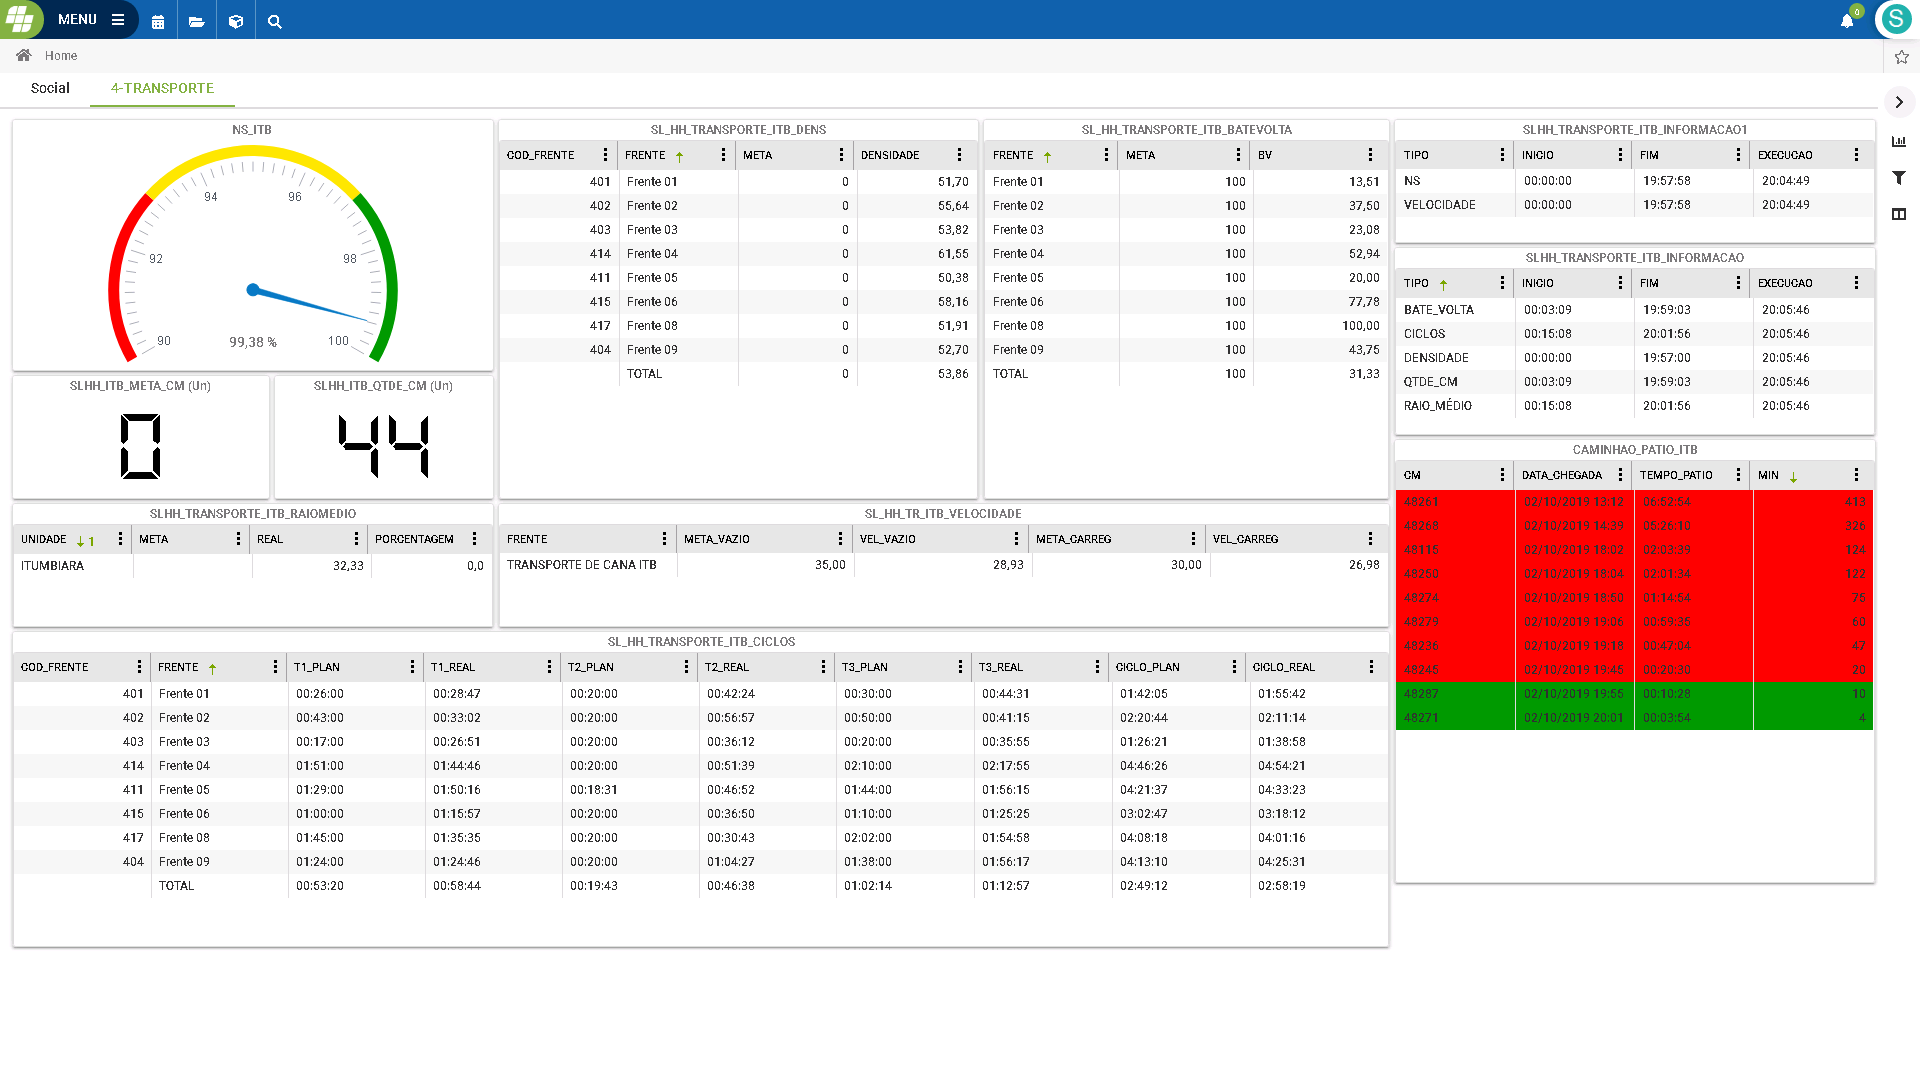 MENU
0
S
Home
Social 4-TRANSPORTE
NS_ITB
94 96
92 98
90 99,38 % 100
SLHH_ITB_META_CM (Un)
0
SLHH_ITB_QTDE_CM (Un)
44
SL_HH_TRANSPORTE_ITB_DENS
COD_FRENTE FRENTE META DENSIDADE
401 Frente 01 0 51,70
402 Frente 02 0 55,64
403 Frente 03 0 53,82
414 Frente 04 0 61,55
411 Frente 05 0 50,38
415 Frente 06 0 58,16
417 Frente 08 0 51,91
404 Frente 09 0 52,70
TOTAL 0 53,86
SL_HH_TRANSPORTE_ITB_BATEVOLTA
FRENTE META BV
Frente 01 100 13,51
Frente 02 100 37,50
Frente 03 100 23,08
Frente 04 100 52,94
Frente 05 100 20,00
Frente 06 100 77,78
Frente 08 100 100,00
Frente 09 100 43,75
TOTAL 100 31,33
SLHH_TRANSPORTE_ITB_INFORMACAO1
TIPO INICIO FIM EXECUCAO
NS 00:00:00 19:57:58 20:04:49
VELOCIDADE 00:00:00 19:57:58 20:04:49
SLHH_TRANSPORTE_ITB_INFORMACAO
TIPO INICIO FIM EXECUCAO
BATE_VOLTA 00:03:09 19:59:03 20:05:46
CICLOS 00:15:08 20:01:56 20:05:46
DENSIDADE 00:00:00 19:57:00 20:05:46
QTDE_CM 00:03:09 19:59:03 20:05:46
RAIO_MÉDIO 00:15:08 20:01:56 20:05:46
CAMINHAO_PATIO_ITB
CM DATA_CHEGADA TEMPO_PATIO MIN
48261 02/10/2019 13:12 06:52:54 413
48268 02/10/2019 14:39 05:26:10 326
48115 02/10/2019 18:02 02:03:39 124
48250 02/10/2019 18:04 02:01:34 122
48274 02/10/2019 18:50 01:14:54 75
48279 02/10/2019 19:06 00:59:35 60
48236 02/10/2019 19:18 00:47:04 47
48245 02/10/2019 19:45 00:20:30 20
48287 02/10/2019 19:55 00:10:28 10
48271 02/10/2019 20:01 00:03:54 4
SLHH_TRANSPORTE_ITB_RAIOMEDIO
UNIDADE 1 META REAL PORCENTAGEM
ITUMBIARA 32,33 0,0
SL_HH_TR_ITB_VELOCIDADE
FRENTE META_VAZIO VEL_VAZIO META_CARREG VEL_CARREG
TRANSPORTE DE CANA ITB 35,00 28,93 30,00 26,98
SL_HH_TRANSPORTE_ITB_CICLOS
COD_FRENTE FRENTE T1_PLAN T1_REAL T2_PLAN T2_REAL T3_PLAN T3_REAL CICLO_PLAN CICLO_REAL
401 Frente 01 00:26:00 00:28:47 00:20:00 00:42:24 00:30:00 00:44:31 01:42:05 01:55:42
402 Frente 02 00:43:00 00:33:02 00:20:00 00:56:57 00:50:00 00:41:15 02:20:44 02:11:14
403 Frente 03 00:17:00 00:26:51 00:20:00 00:36:12 00:20:00 00:35:55 01:26:21 01:38:58
414 Frente 04 01:51:00 01:44:46 00:20:00 00:51:39 02:10:00 02:17:55 04:46:26 04:54:21
411 Frente 05 01:29:00 01:50:16 00:18:31 00:46:52 01:44:00 01:56:15 04:21:37 04:33:23
415 Frente 06 01:00:00 01:15:57 00:20:00 00:36:50 01:10:00 01:25:25 03:02:47 03:18:12
417 Frente 08 01:45:00 01:35:35 00:20:00 00:30:43 02:02:00 01:54:58 04:08:18 04:01:16
404 Frente 09 01:24:00 01:24:46 00:20:00 01:04:27 01:38:00 01:56:17 04:13:10 04:25:31
TOTAL 00:53:20 00:58:44 00:19:43 00:46:38 01:02:14 01:12:57 02:49:12 02:58:19